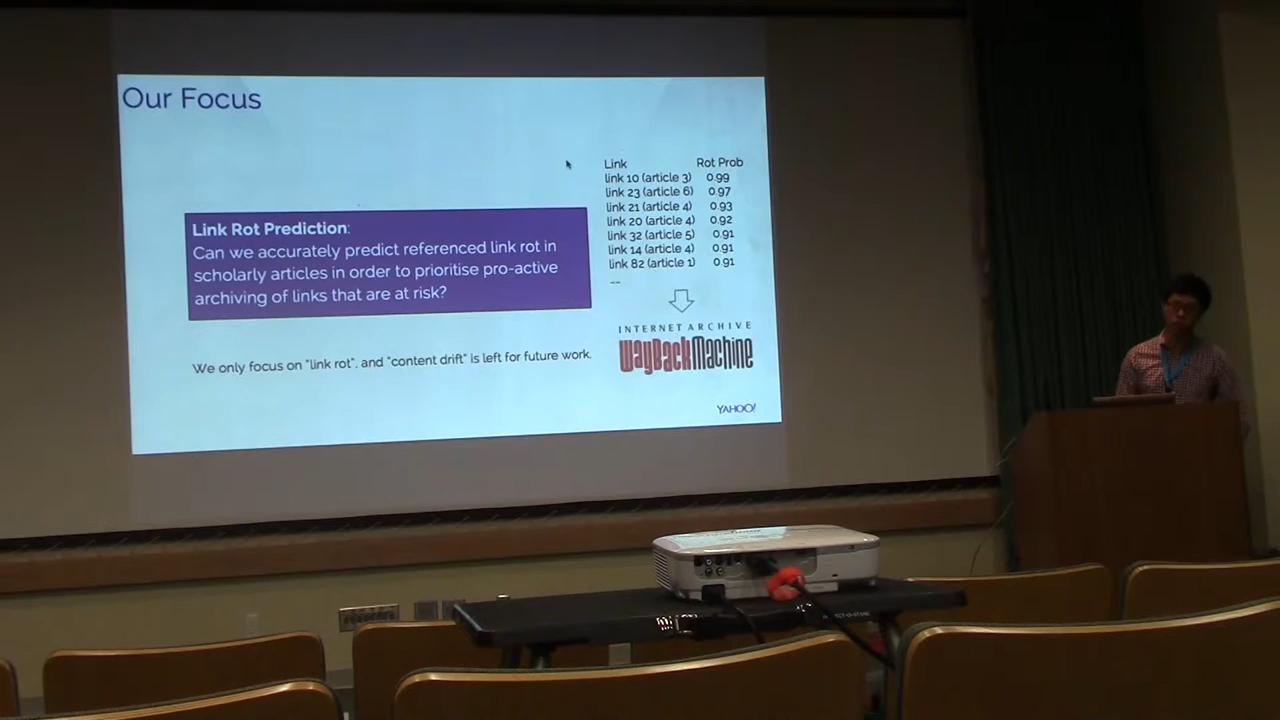 Our Focus
Link Rot Prediction:
Can we accurately predict referenced link rot in
scholarly articles in order to prioritise pro-active
archiving of links that are at risk?
We only focus on "link rot", and "content drift" is left for future work.
Link Rot Prob
link 10 (article 3) 0.99
link 23 (article 6) 0.97
link 21 (article 4) 0.93
link 20 (article 4) 0.92
link 32 (article 5) 0.91
link 14 (article 4) 0.91
link 82 (article 1) 0.91
...
INTERNET ARCHIVE
WayBackMachine
YAHOO!